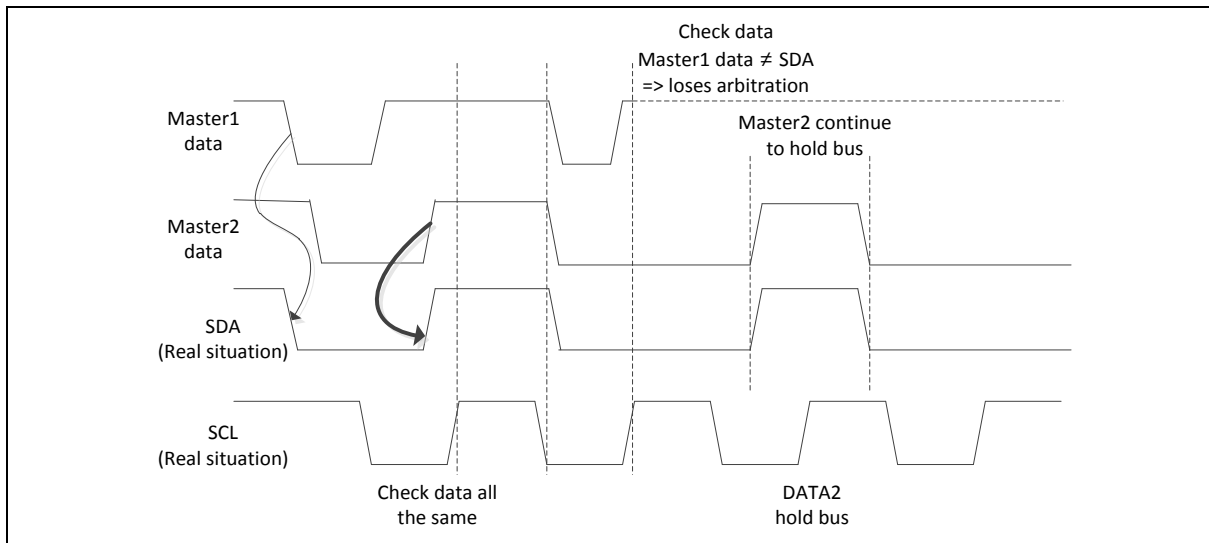 Check data
Master1 data ≠ SDA
=> loses arbitration
Master1
data
Master2 continue
to hold bus
Master2
data
SDA
(Real situation)
SCL
(Real situation)
Check data all
the same
DATA2
hold bus